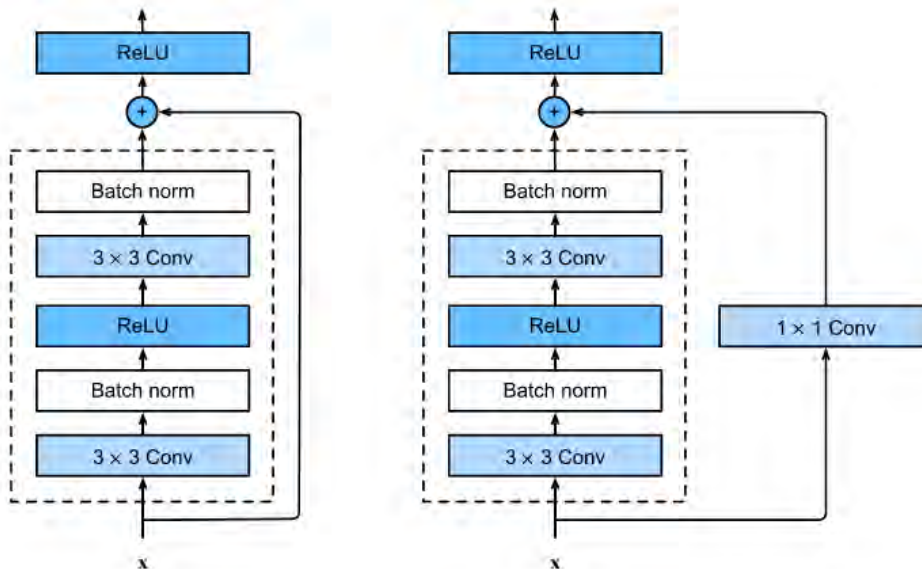 ReLU
+
Batch norm
3 × 3 Conv
ReLU
Batch norm
3 × 3 Conv
x
ReLU
+
Batch norm
3 × 3 Conv
ReLU
1 × 1 Conv
Batch norm
3 × 3 Conv
x